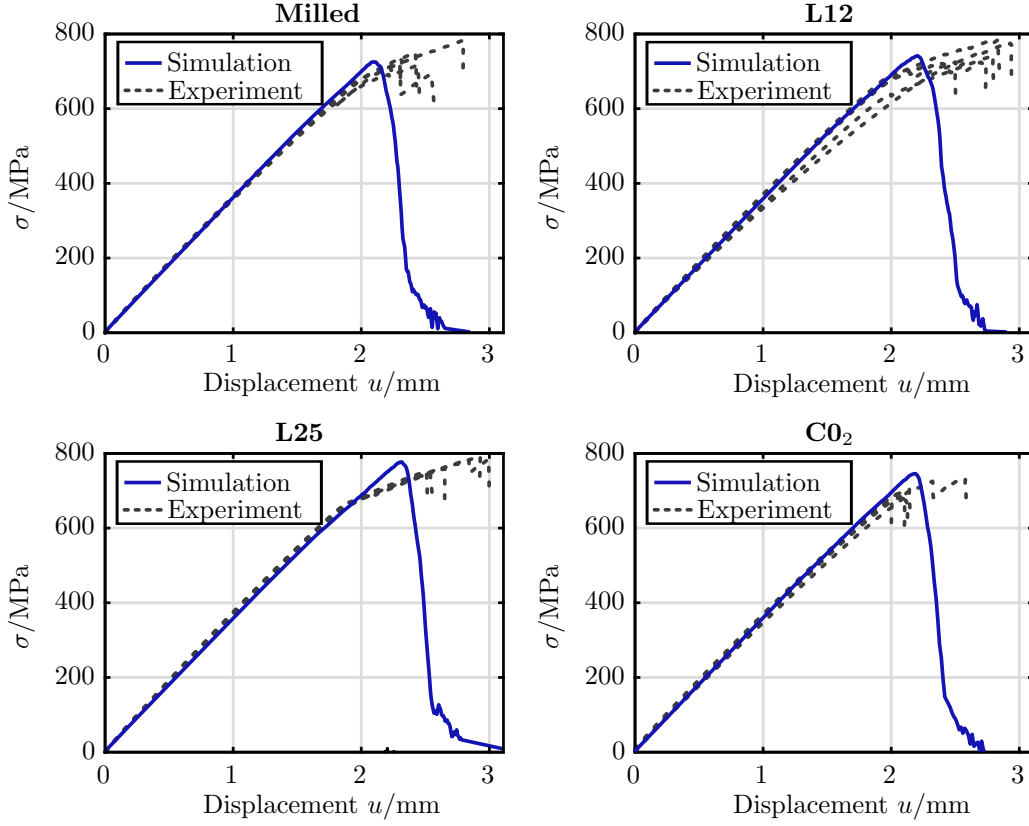 Milled
800
600
400
200
0
σ/MPa
Simulation
Experiment
0 1 2 3
Displacement u/mm
L12
800
600
400
200
0
σ/MPa
Simulation
Experiment
0 1 2 3
Displacement u/mm
L25
800
600
400
200
0
σ/MPa
Simulation
Experiment
0 1 2 3
Displacement u/mm
C0₂
800
600
400
200
0
σ/MPa
Simulation
Experiment
0 1 2 3
Displacement u/mm